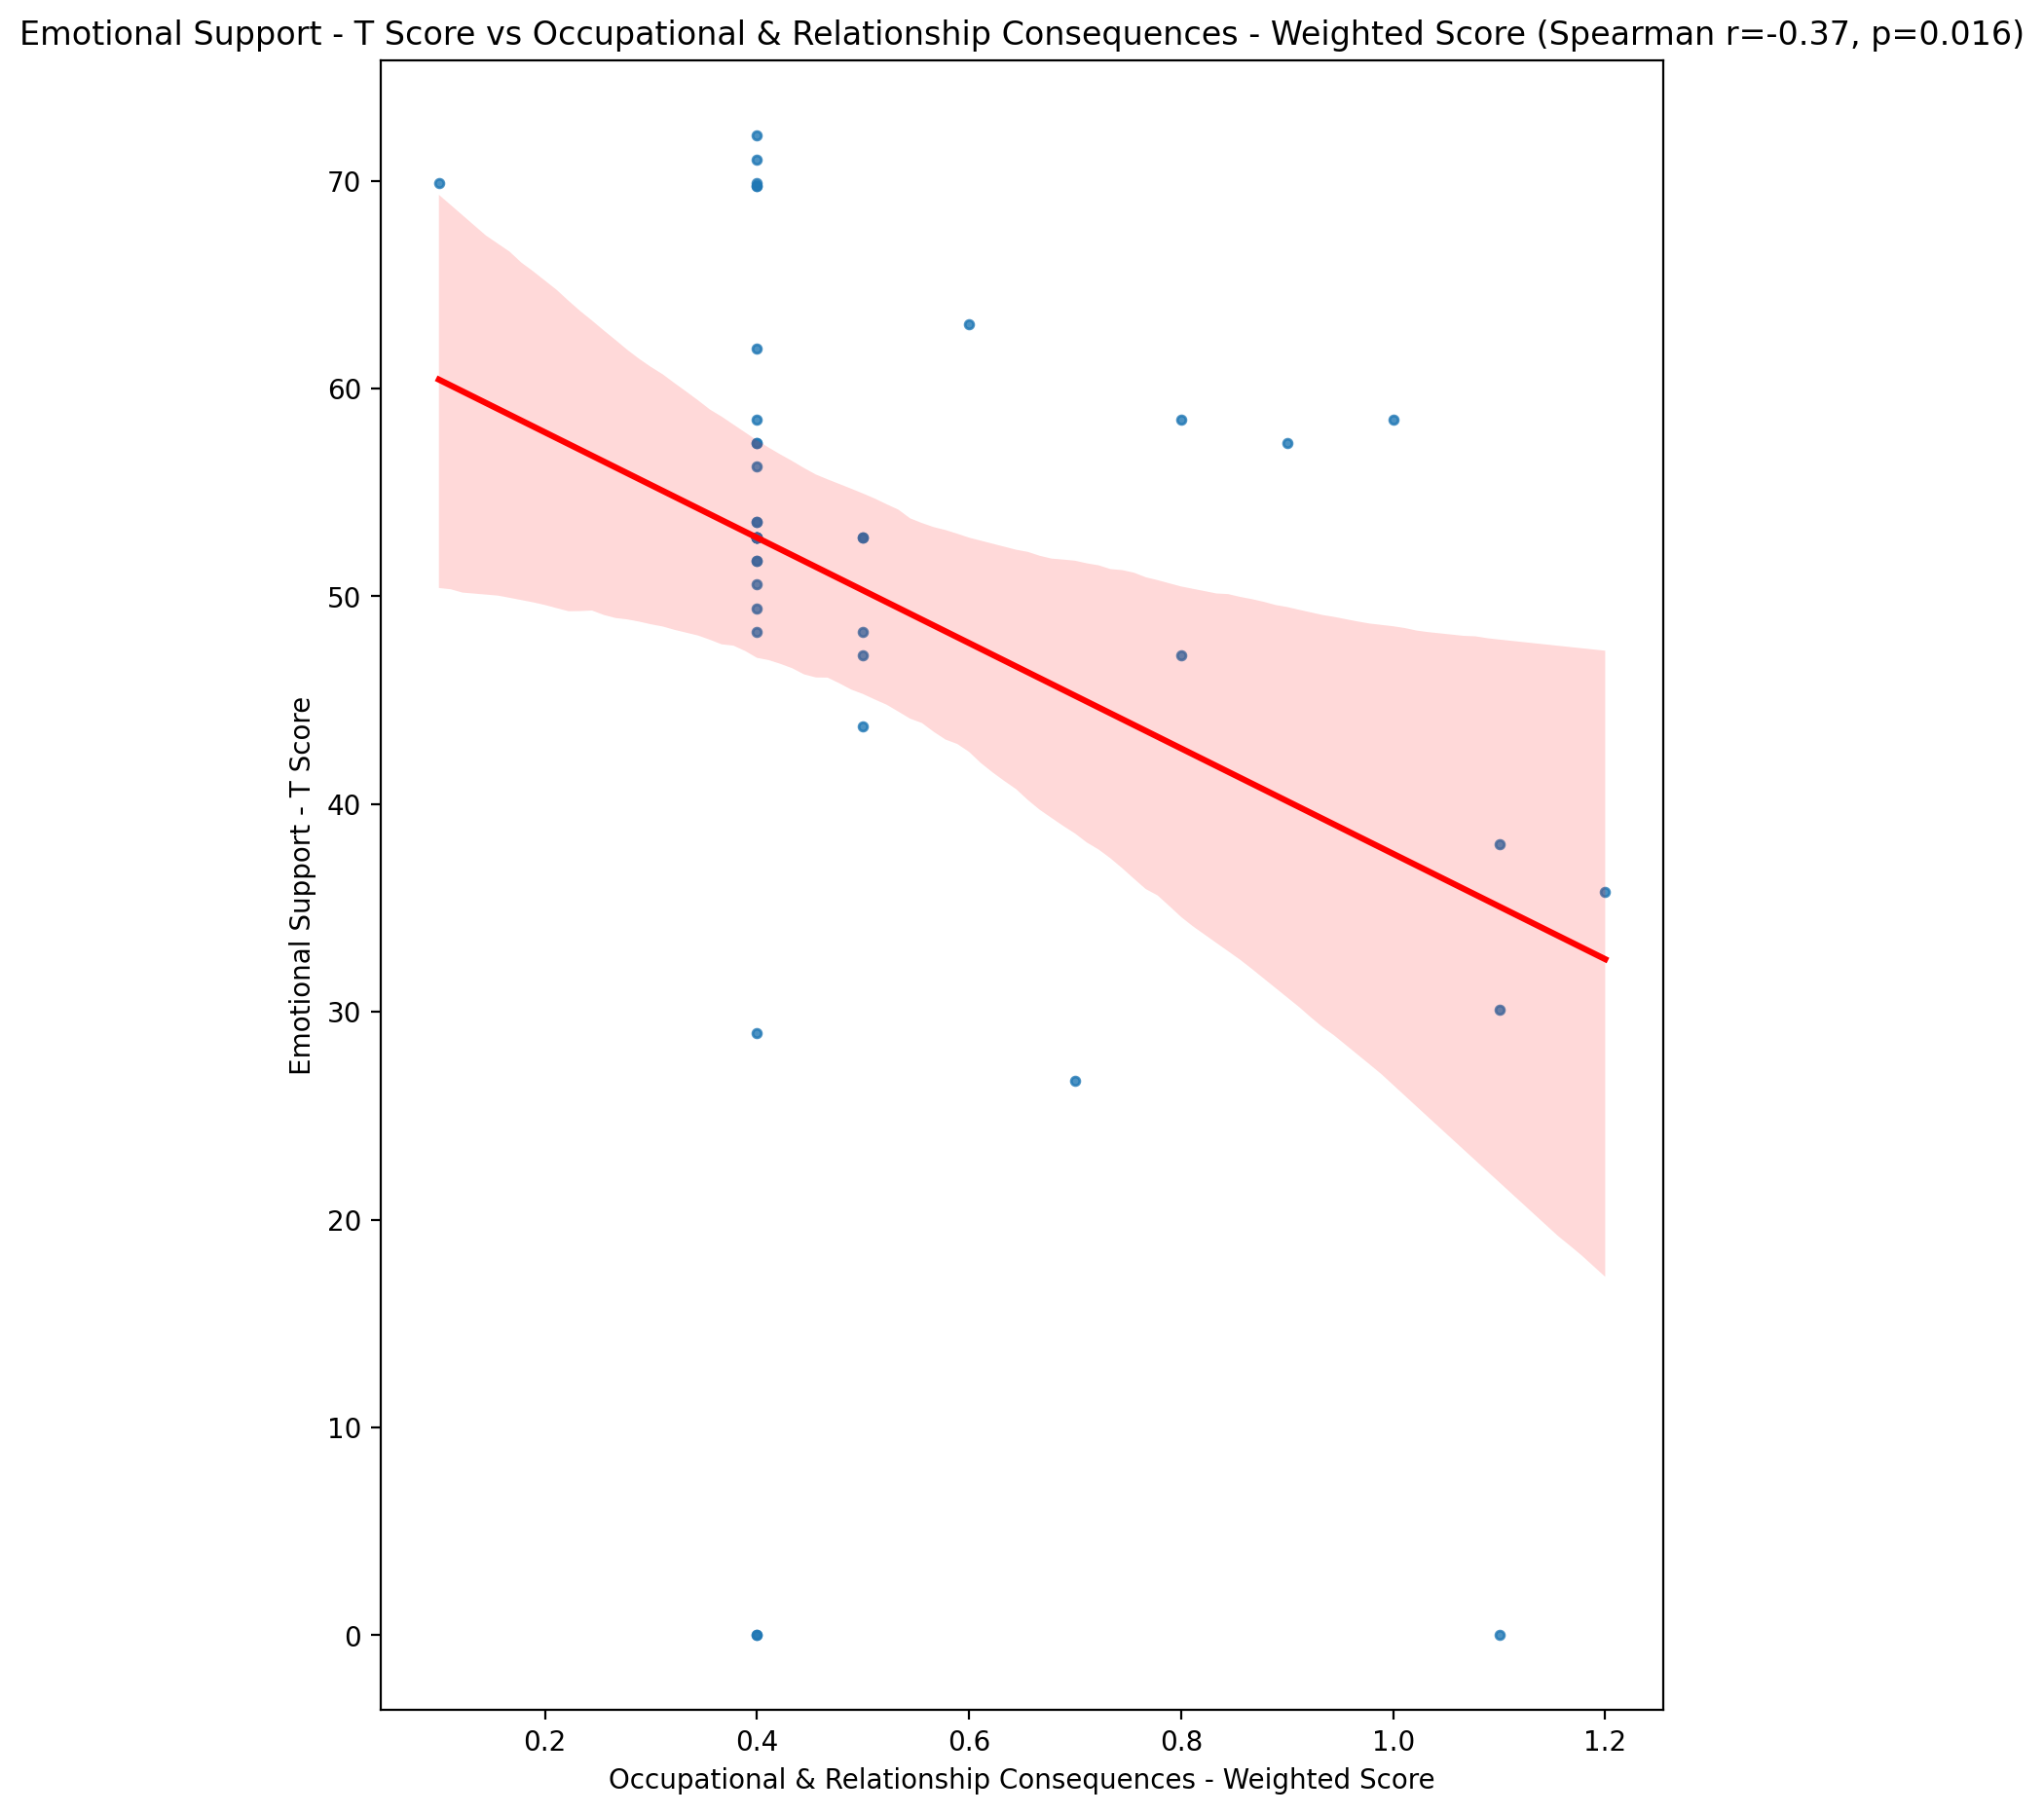 Emotional Support - T Score vs Occupational & Relationship Consequences - Weighted Score (Spearman r=-0.37, p=0.016)
70
60
50
40
30
20
10
0
Emotional Support - T Score
0.2 0.4 0.6 0.8 1.0 1.2
Occupational & Relationship Consequences - Weighted Score